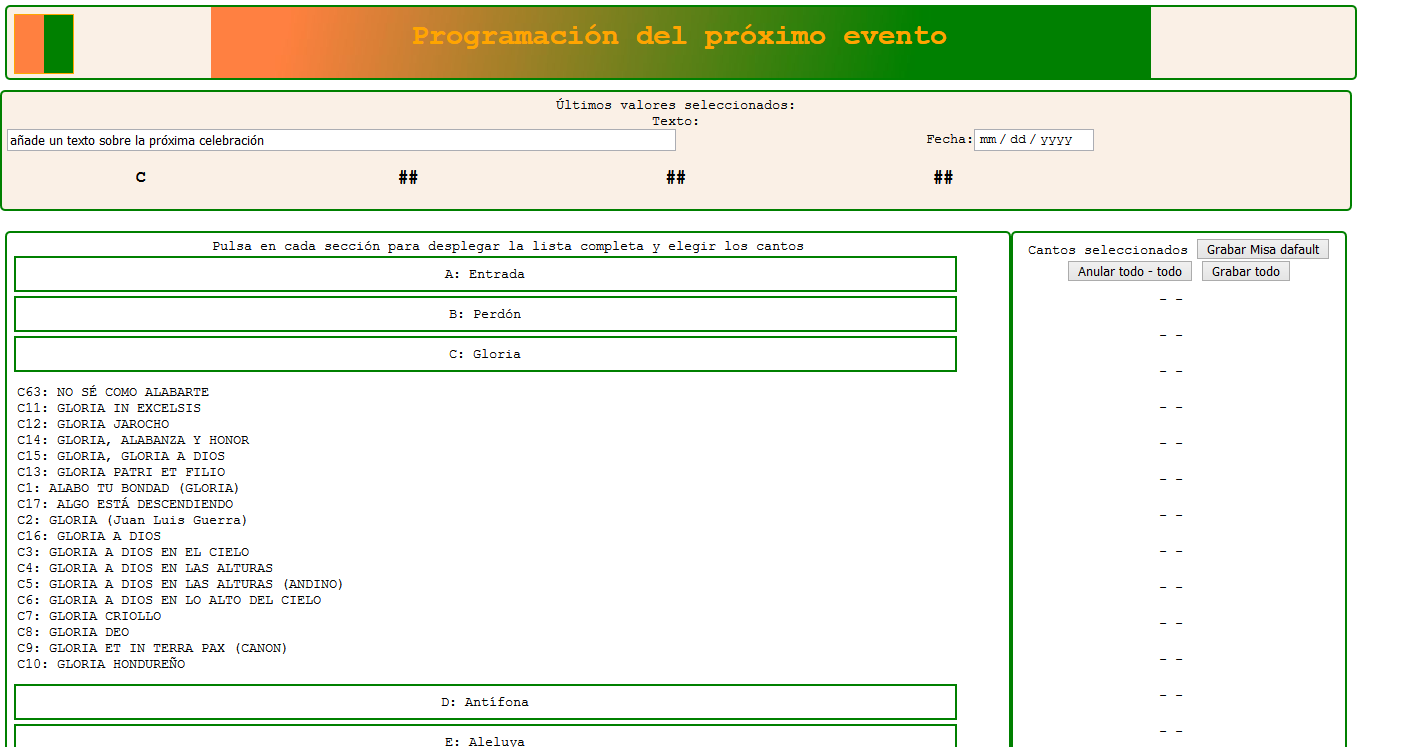 Programación del próximo evento
Últimos valores seleccionados:
Texto:
añade un texto sobre la próxima celebración
Fecha: mm / dd / yyyy
C ## ## ##
Pulsa en cada sección para desplegar la lista completa y elegir los cantos
A: Entrada
B: Perdón
C: Gloria
C63: NO SÉ COMO ALABARTE
C11: GLORIA IN EXCELSIS
C12: GLORIA JAROCHO
C14: GLORIA, ALABANZA Y HONOR
C15: GLORIA, GLORIA A DIOS
C13: GLORIA PATRI ET FILIO
C1: ALABO TU BONDAD (GLORIA)
C17: ALGO ESTÁ DESCENDIENDO
C2: GLORIA (Juan Luis Guerra)
C16: GLORIA A DIOS
C3: GLORIA A DIOS EN EL CIELO
C4: GLORIA A DIOS EN LAS ALTURAS
C5: GLORIA A DIOS EN LAS ALTURAS (ANDINO)
C6: GLORIA A DIOS EN LO ALTO DEL CIELO
C7: GLORIA CRIOLLO
C8: GLORIA DEO
C9: GLORIA ET IN TERRA PAX (CANON)
C10: GLORIA HONDUREÑO
D: Antífona
E: Aleluya
Cantos seleccionados Grabar Misa dafault
Anular todo - todo Grabar todo
- -
- -
- -
- -
- -
- -
- -
- -
- -
- -
- -
- -
- -